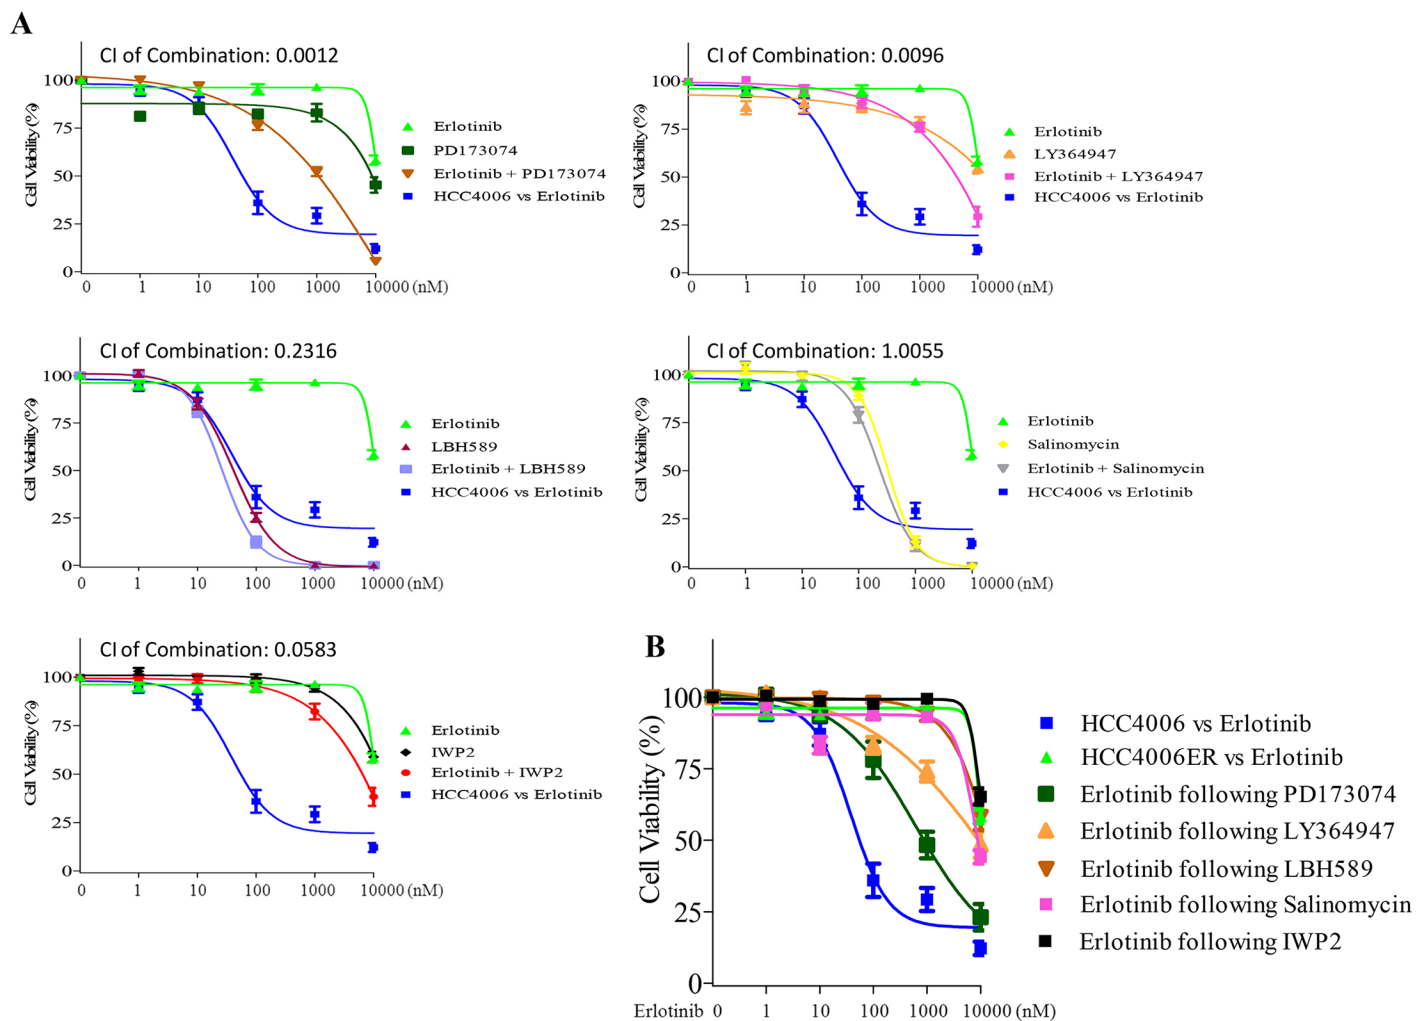 A
CI of Combination: 0.0012
Cell Viability (%)
100
75
50
25
0
0 1 10 100 1000 10000 (nM)
Erlotinib
PD173074
Erlotinib + PD173074
HCC4006 vs Erlotinib
CI of Combination: 0.0096
Cell Viability (%)
100
75
50
25
0
0 1 10 100 1000 10000 (nM)
Erlotinib
LY364947
Erlotinib + LY364947
HCC4006 vs Erlotinib
CI of Combination: 0.2316
Cell Viability (%)
100
75
50
25
0
0 1 10 100 1000 10000 (nM)
Erlotinib
LBH589
Erlotinib + LBH589
HCC4006 vs Erlotinib
CI of Combination: 1.0055
Cell Viability (%)
100
75
50
25
0
0 1 10 100 1000 10000 (nM)
Erlotinib
Salinomycin
Erlotinib + Salinomycin
HCC4006 vs Erlotinib
CI of Combination: 0.0583
Cell Viability (%)
100
75
50
25
0
0 1 10 100 1000 10000 (nM)
Erlotinib
IWP2
Erlotinib + IWP2
HCC4006 vs Erlotinib
B
Cell Viability (%)
100
75
50
25
0
Erlotinib 0 1 10 100 1000 10000 (nM)
HCC4006 vs Erlotinib
HCC4006ER vs Erlotinib
Erlotinib following PD173074
Erlotinib following LY364947
Erlotinib following LBH589
Erlotinib following Salinomycin
Erlotinib following IWP2